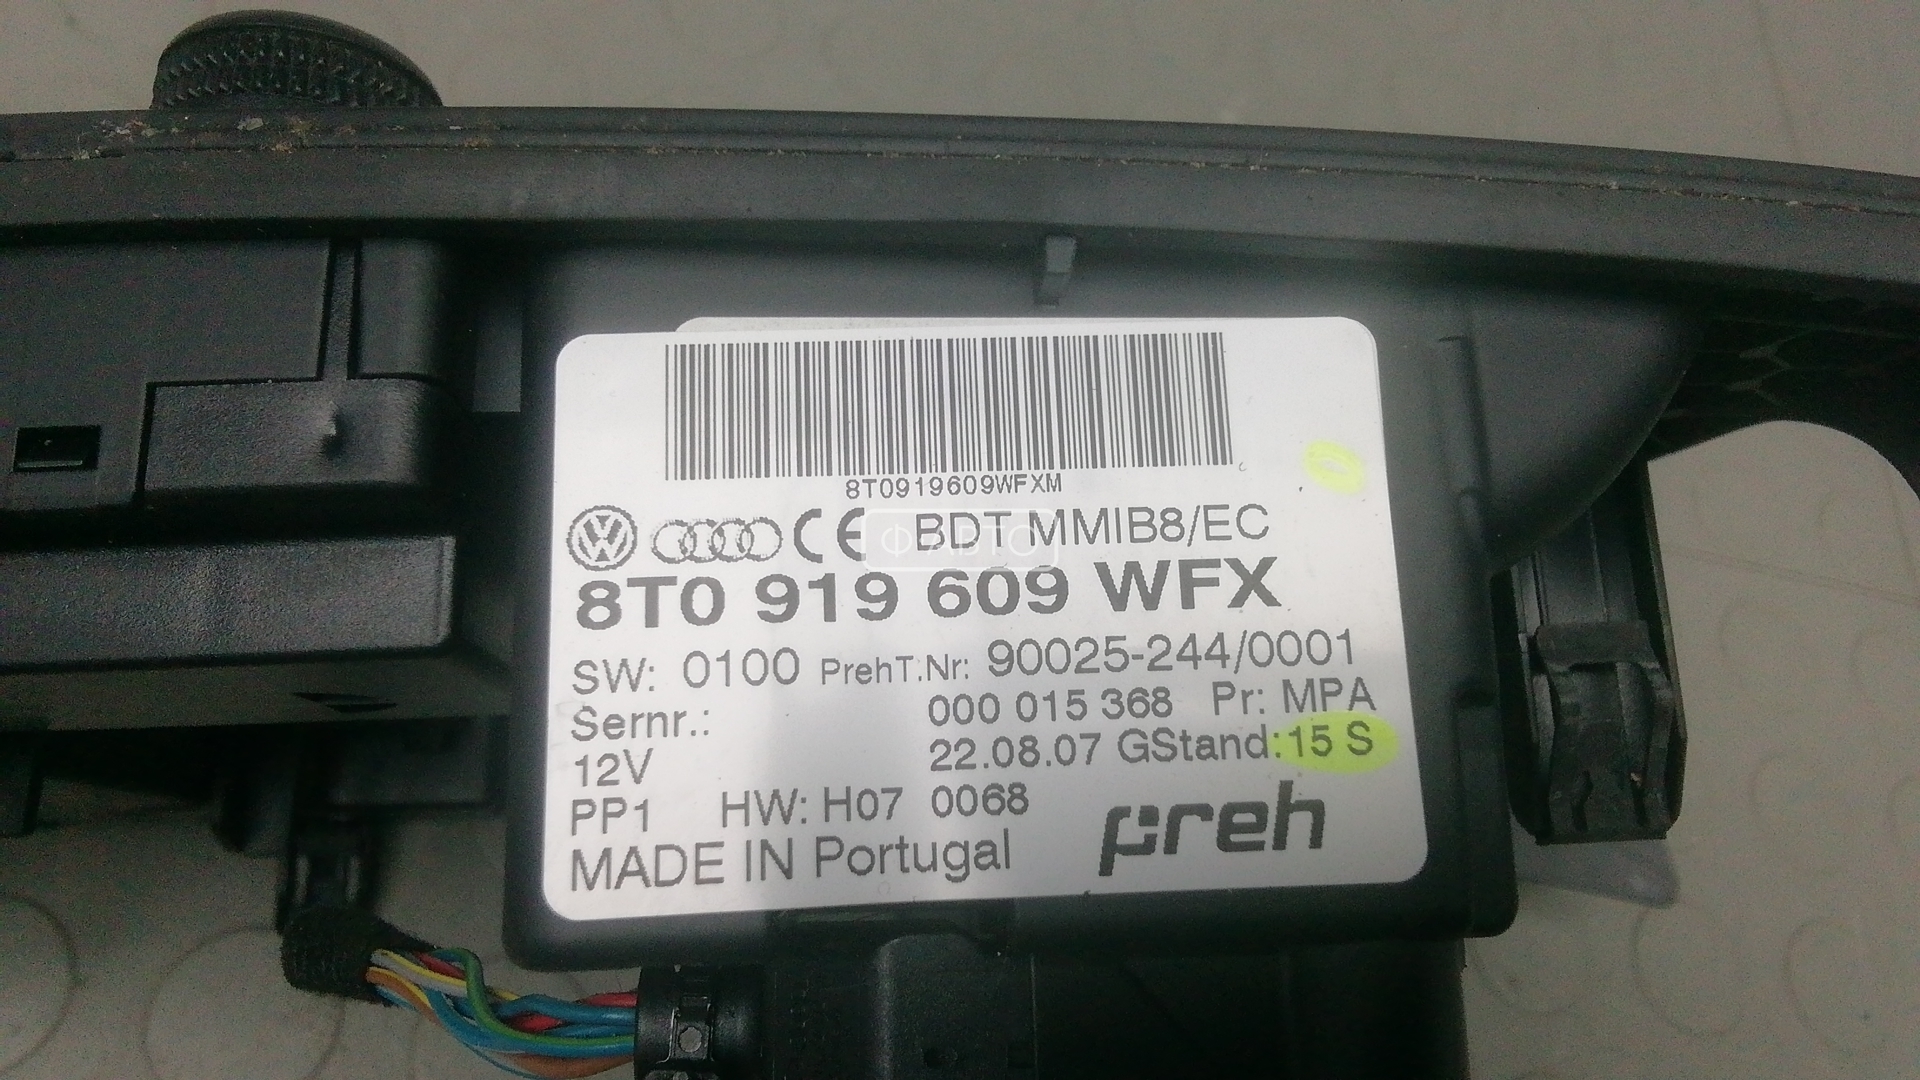 8T0919609WFXM
CE BDT MMIB8/EC
ФАВТО
8T0 919 609 WFX
SW: 0100 PrehT.Nr: 90025-244/0001
Sernr.: 000 015 368 Pr: MPA
12V 22.08.07 GStand: 15 S
PP1 HW: H07 0068
preh
MADE IN Portugal